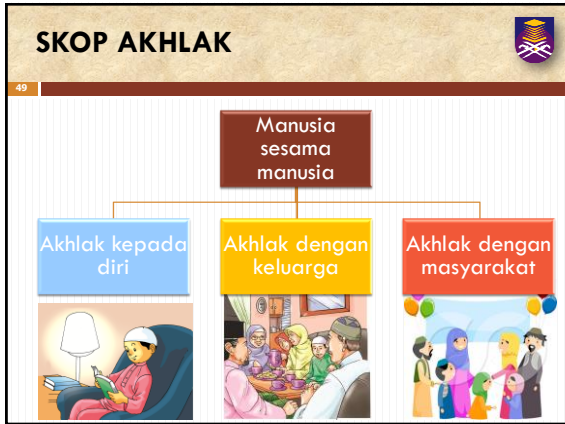 SKOP AKHLAK
49
Manusia
sesama
manusia
Akhlak kepada
diri
Akhlak dengan
keluarga
Akhlak dengan
masyarakat